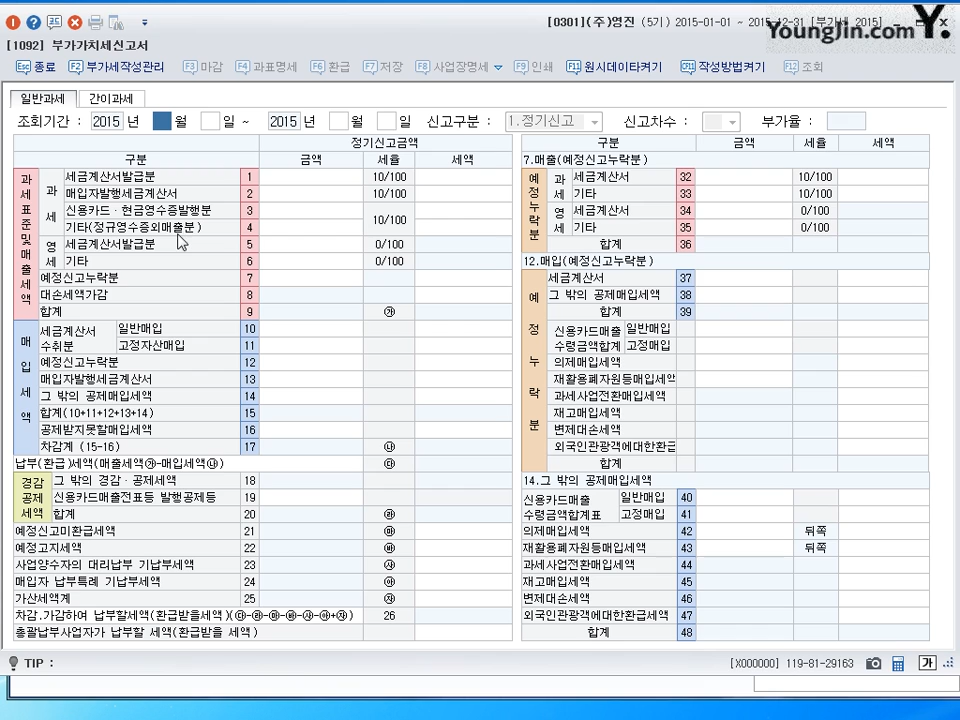 [0301](주)영진 (5기) 2015-01-01 ~ 2015-12-31 [부가세 2015]
YoungJin.com Y.
[1092] 부가가치세신고서
Esc 종료 F2 부가세작성관리 F3 마감 F4 과표명세 F6 환급 F7 저장 F8 사업장명세 F9 인쇄 F11 원시데이타켜기 CF11 작성방법켜기 F12 조회
일반과세 간이과세
조회기간 : 2015 년 월 일 ~ 2015 년 월 일 신고구분 : 1.정기신고 신고차수 : 부가율 :
정기신고금액
구분 금액 세율 세액
과세표준및매출세액
과세 세금계산서발급분 1 10/100
매입자발행세금계산서 2 10/100
신용카드·현금영수증발행분 3 10/100
기타(정규영수증외매출분) 4
영세 세금계산서발급분 5 0/100
기타 6 0/100
예정신고누락분 7
대손세액가감 8
합계 9 ㉮
매입세액
세금계산서 수취분 일반매입 10
고정자산매입 11
예정신고누락분 12
매입자발행세금계산서 13
그 밖의 공제매입세액 14
합계(10+11+12+13+14) 15
공제받지못할매입세액 16
차감계 (15-16) 17 ㉯
납부(환급)세액(매출세액㉮-매입세액㉯) ㉰
경감공제세액
그 밖의 경감·공제세액 18
신용카드매출전표등 발행공제등 19
합계 20 ㉱
예정신고미환급세액 21 ㉲
예정고지세액 22 ㉳
사업양수자의 대리납부 기납부세액 23 ㉴
매입자 납부특례 기납부세액 24 ㉵
가산세액계 25 ㉶
차감.가감하여 납부할세액(환급받을세액)(㉰-㉱-㉲-㉳-㉴-㉵+㉶) 26
총괄납부사업자가 납부할 세액(환급받을 세액)
구분 금액 세율 세액
7.매출(예정신고누락분)
예정누락분
과세 세금계산서 32 10/100
기타 33 10/100
영세 세금계산서 34 0/100
기타 35 0/100
합계 36
12.매입(예정신고누락분)
예정누락분
세금계산서 37
그 밖의 공제매입세액 38
합계 39
신용카드매출 수령금액합계 일반매입
고정매입
의제매입세액
재활용폐자원등매입세액
과세사업전환매입세액
재고매입세액
변제대손세액
외국인관광객에대한환급
합계
14.그 밖의 공제매입세액
신용카드매출 수령금액합계표 일반매입 40
고정매입 41
의제매입세액 42 뒤쪽
재활용폐자원등매입세액 43 뒤쪽
과세사업전환매입세액 44
재고매입세액 45
변제대손세액 46
외국인관광객에대한환급세액 47
합계 48
TIP :
[X000000] 119-81-29163 가